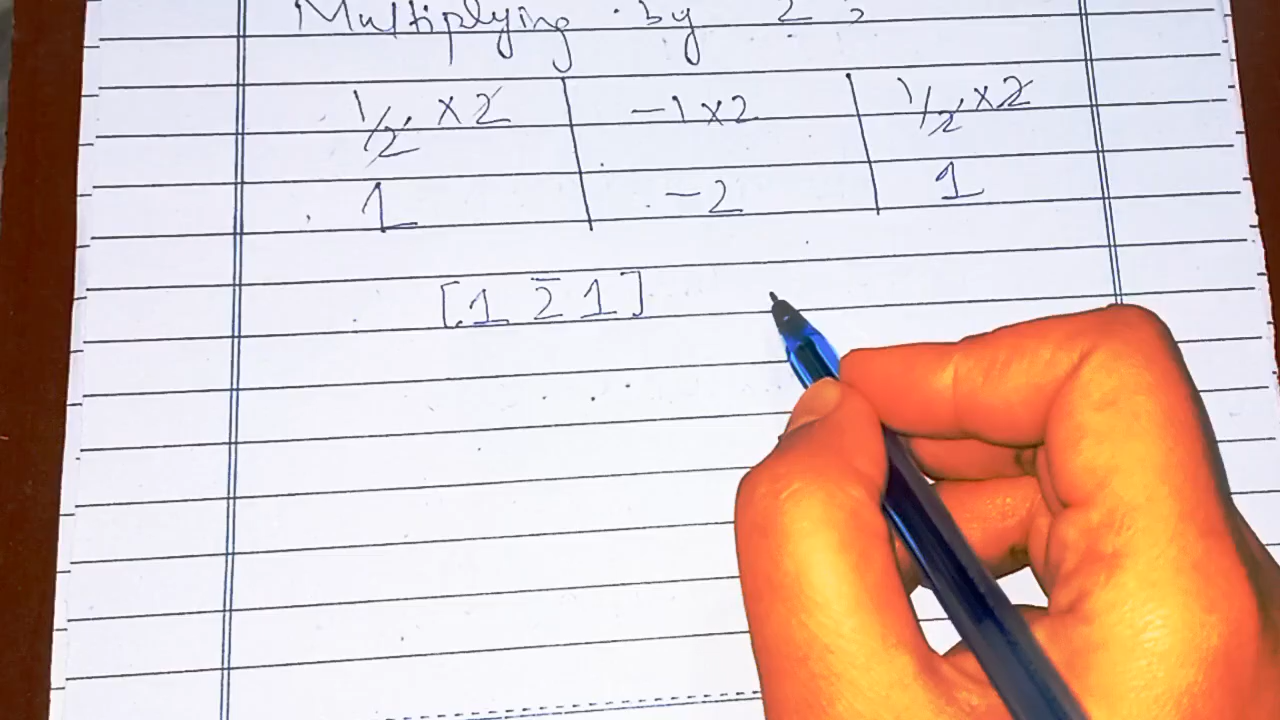 Multiplying by 2,
1/2 × 2 -1 × 2 1/2 × 2
1 -2 1
[1 2̅ 1]